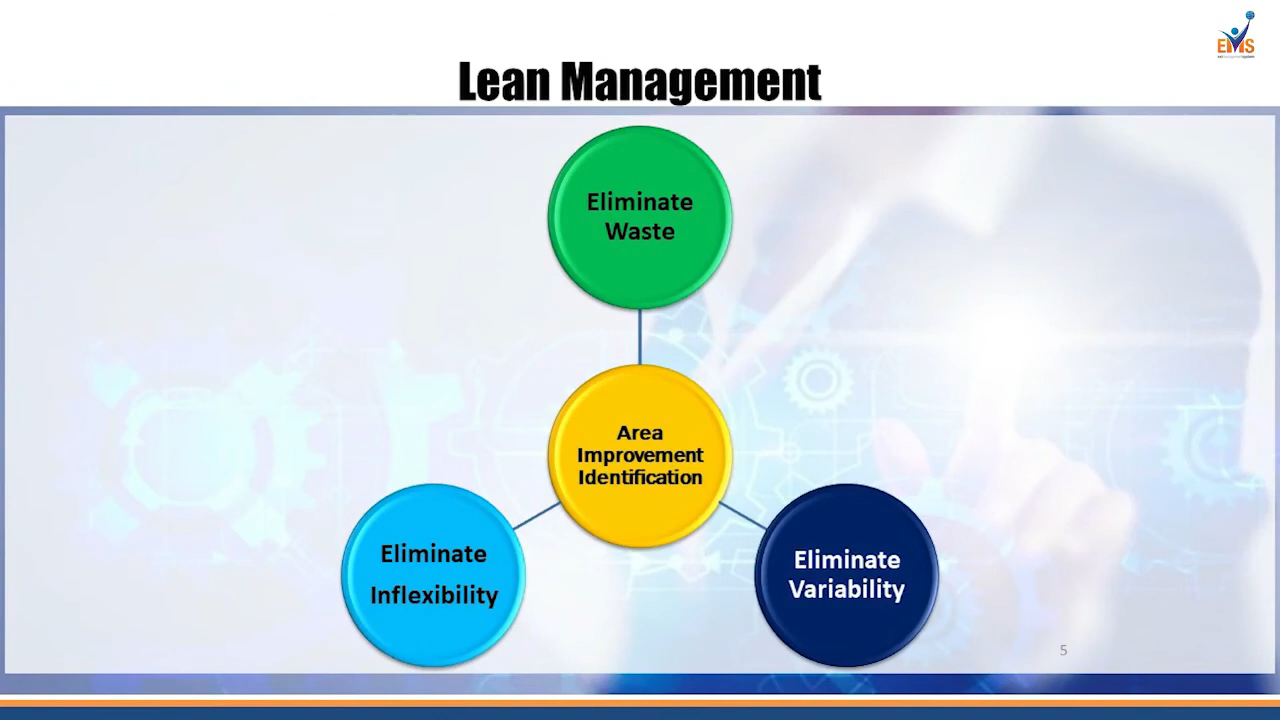 EMS
Lean Management
Eliminate
Waste
Area
Improvement
Identification
Eliminate
Inflexibility
Eliminate
Variability
5